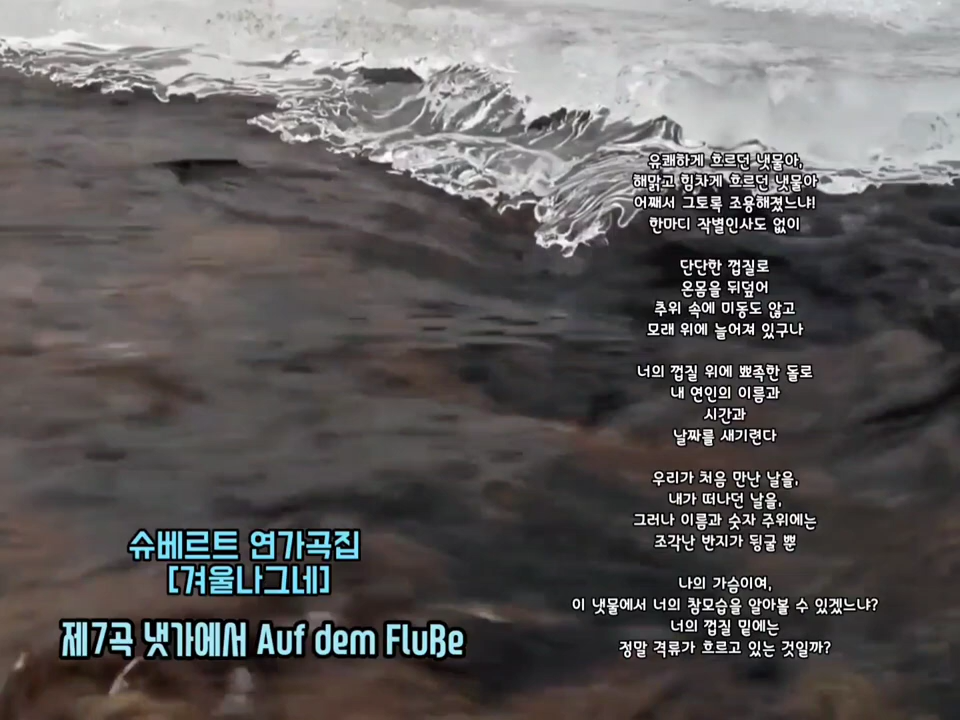 유쾌하게 흐르던 냇물아,
해맑고 힘차게 흐르던 냇물아
어째서 그토록 조용해졌느냐!
한마디 작별인사도 없이
단단한 껍질로
온몸을 뒤덮어
추위 속에 미동도 않고
모래 위에 늘어져 있구나
너의 껍질 위에 뾰족한 돌로
내 연인의 이름과
시간과
날짜를 새기련다
우리가 처음 만난 날을,
내가 떠나던 날을,
그러나 이름과 숫자 주위에는
조각난 반지가 뒹굴 뿐
나의 가슴이여,
이 냇물에서 너의 참모습을 알아볼 수 있겠느냐?
너의 껍질 밑에는
정말 격류가 흐르고 있는 것일까?
슈베르트 연가곡집
[겨울나그네]
제7곡 냇가에서 Auf dem Fluße